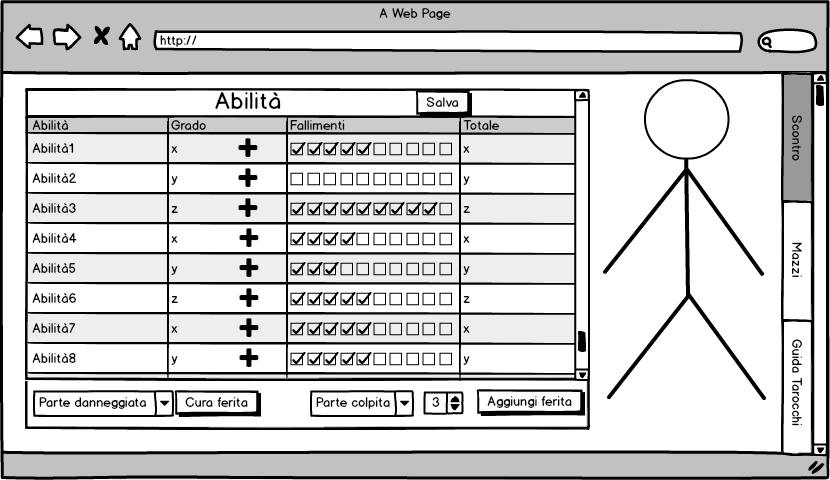 A Web Page
http://
Abilità
Salva
Abilità Grado Fallimenti Totale
Abilità1 x x
Abilità2 y y
Abilità3 z z
Abilità4 x x
Abilità5 y y
Abilità6 z z
Abilità7 x x
Abilità8 y y
Parte danneggiata Cura ferita Parte colpita 3 Aggiungi ferita
Scontro
Mazzi
Guida Tarocchi